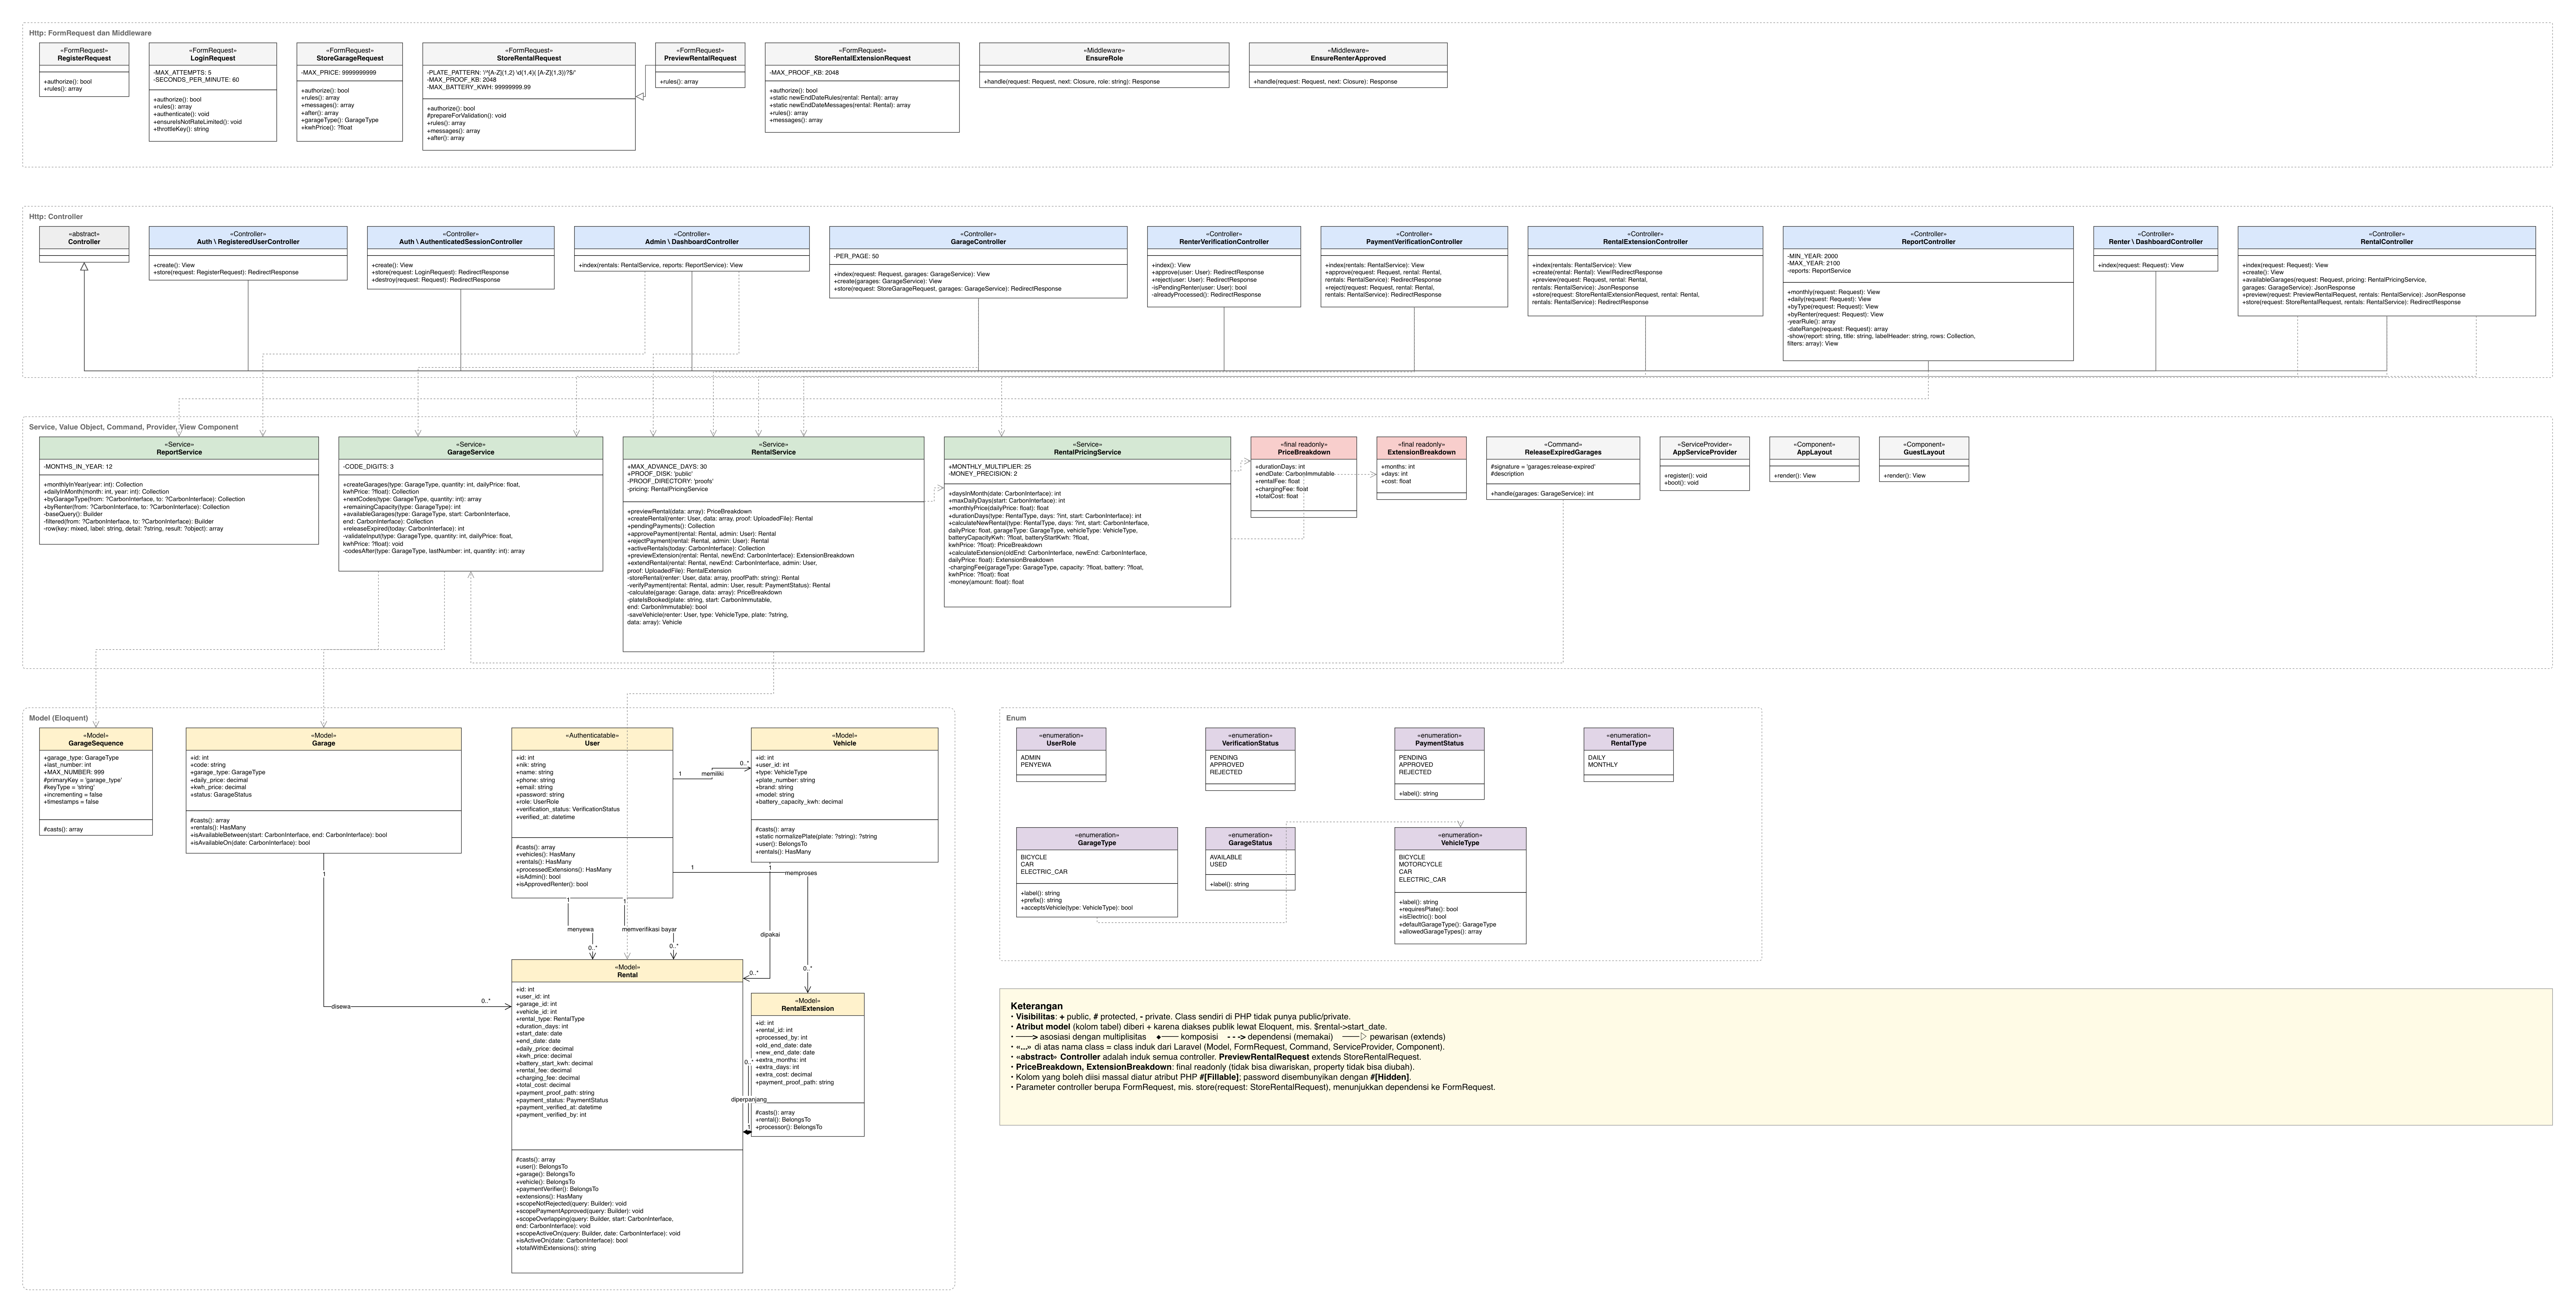 Http: FormRequest dan Middleware
«FormRequest»
RegisterRequest
+authorize(): bool
+rules(): array
«FormRequest»
LoginRequest
-MAX_ATTEMPTS: 5
-SECONDS_PER_MINUTE: 60
+authorize(): bool
+rules(): array
+authenticate(): void
+ensureIsNotRateLimited(): void
+throttleKey(): string
«FormRequest»
StoreGarageRequest
-MAX_PRICE: 9999999999
+authorize(): bool
+rules(): array
+messages(): array
+after(): array
+garageType(): GarageType
+kwhPrice(): ?float
«FormRequest»
StoreRentalRequest
-MAX_PROOF_KB: 2048
-MAX_BATTERY_KWH: 99999999.99
+authorize(): bool
#prepareForValidation(): void
+rules(): array
+messages(): array
+after(): array
«FormRequest»
PreviewRentalRequest
+rules(): array
«FormRequest»
StoreRentalExtensionRequest
-MAX_PROOF_KB: 2048
+authorize(): bool
+static newEndDateRules(rental: Rental): array
+static newEndDateMessages(rental: Rental): array
+rules(): array
+messages(): array
«Middleware»
EnsureRole
+handle(request: Request, next: Closure, role: string): Response
«Middleware»
EnsureRenterApproved
+handle(request: Request, next: Closure): Response
Http: Controller
«abstract»
Controller
«Controller»
Auth \ RegisteredUserController
+create(): View
+store(request: RegisterRequest): RedirectResponse
«Controller»
Auth \ AuthenticatedSessionController
+create(): View
+store(request: LoginRequest): RedirectResponse
+destroy(request: Request): RedirectResponse
«Controller»
Admin \ DashboardController
+index(rentals: RentalService, reports: ReportService): View
«Controller»
GarageController
-PER_PAGE: 50
+index(request: Request, garages: GarageService): View
+create(garages: GarageService): View
+store(request: StoreGarageRequest, garages: GarageService): RedirectResponse
«Controller»
RenterVerificationController
+index(): View
+approve(user: User): RedirectResponse
+reject(user: User): RedirectResponse
-isPendingRenter(user: User): bool
-alreadyProcessed(): RedirectResponse
«Controller»
PaymentVerificationController
+index(rentals: RentalService): View
+approve(request: Request, rental: Rental,
rentals: RentalService): RedirectResponse
+reject(request: Request, rental: Rental,
rentals: RentalService): RedirectResponse
«Controller»
RentalExtensionController
+index(rentals: RentalService): View
+create(rental: Rental): View|RedirectResponse
+preview(request: Request, rental: Rental,
rentals: RentalService): JsonResponse
+store(request: StoreRentalExtensionRequest, rental: Rental,
rentals: RentalService): RedirectResponse
«Controller»
ReportController
-MIN_YEAR: 2000
-MAX_YEAR: 2100
-reports: ReportService
+monthly(request: Request): View
+daily(request: Request): View
+byType(request: Request): View
+byRenter(request: Request): View
-yearRule(): array
-dateRange(request: Request): array
-show(report: string, title: string, labelHeader: string, rows: Collection,
filters: array): View
«Controller»
Renter \ DashboardController
+index(request: Request): View
«Controller»
RentalController
+index(request: Request): View
+create(): View
+availableGarages(request: Request, pricing: RentalPricingService,
garages: GarageService): JsonResponse
+preview(request: PreviewRentalRequest, rentals: RentalService): JsonResponse
+store(request: StoreRentalRequest, rentals: RentalService): RedirectResponse
Service, Value Object, Command, Provider, View Component
«Service»
ReportService
-MONTHS_IN_YEAR: 12
+monthlyInYear(year: int): Collection
+dailyInMonth(month: int, year: int): Collection
+byGarageType(from: ?CarbonInterface, to: ?CarbonInterface): Collection
+byRenter(from: ?CarbonInterface, to: ?CarbonInterface): Collection
-baseQuery(): Builder
-filtered(from: ?CarbonInterface, to: ?CarbonInterface): Builder
-row(key: mixed, label: string, detail: ?string, result: ?object): array
«Service»
GarageService
-CODE_DIGITS: 3
+createGarages(type: GarageType, quantity: int, dailyPrice: float,
kwhPrice: ?float): Collection
+nextCodes(type: GarageType, quantity: int): array
+remainingCapacity(type: GarageType): int
+availableGarages(type: GarageType, start: CarbonInterface,
end: CarbonInterface): Collection
+releaseExpired(today: CarbonInterface): int
-validateInput(type: GarageType, quantity: int, dailyPrice: float,
kwhPrice: ?float): void
-codesAfter(type: GarageType, lastNumber: int, quantity: int): array
«Service»
RentalService
+MAX_ADVANCE_DAYS: 30
+PROOF_DISK: 'public'
-PROOF_DIRECTORY: 'proofs'
-pricing: RentalPricingService
+previewRental(data: array): PriceBreakdown
+createRental(renter: User, data: array, proof: UploadedFile): Rental
+pendingPayments(): Collection
+approvePayment(rental: Rental, admin: User): Rental
+rejectPayment(rental: Rental, admin: User): Rental
+activeRentals(today: CarbonInterface): Collection
+previewExtension(rental: Rental, newEnd: CarbonInterface): ExtensionBreakdown
+extendRental(rental: Rental, newEnd: CarbonInterface, admin: User,
proof: UploadedFile): RentalExtension
-storeRental(renter: User, data: array, proofPath: string): Rental
-verifyPayment(rental: Rental, admin: User, result: PaymentStatus): Rental
-calculate(garage: Garage, data: array): PriceBreakdown
-plateIsBooked(plate: string, start: CarbonImmutable,
end: CarbonImmutable): bool
-saveVehicle(renter: User, type: VehicleType, plate: ?string,
data: array): Vehicle
«Service»
RentalPricingService
+MONTHLY_MULTIPLIER: 25
-MONEY_PRECISION: 2
+daysInMonth(date: CarbonInterface): int
+maxDailyDays(start: CarbonInterface): int
+monthlyPrice(dailyPrice: float): float
+durationDays(type: RentalType, days: ?int, start: CarbonInterface): int
+calculateNewRental(type: RentalType, days: ?int, start: CarbonInterface,
dailyPrice: float, garageType: GarageType, vehicleType: VehicleType,
batteryCapacityKwh: ?float, batteryStartKwh: ?float,
kwhPrice: ?float): PriceBreakdown
+calculateExtension(oldEnd: CarbonInterface, newEnd: CarbonInterface,
dailyPrice: float): ExtensionBreakdown
-chargingFee(garageType: GarageType, capacity: ?float, battery: ?float,
kwhPrice: ?float): float
-money(amount: float): float
«final readonly»
PriceBreakdown
+durationDays: int
+endDate: CarbonImmutable
+rentalFee: float
+chargingFee: float
+totalCost: float
«final readonly»
ExtensionBreakdown
+months: int
+days: int
+cost: float
«Command»
ReleaseExpiredGarages
#signature = 'garages:release-expired'
#description
+handle(garages: GarageService): int
«ServiceProvider»
AppServiceProvider
+register(): void
+boot(): void
«Component»
AppLayout
+render(): View
«Component»
GuestLayout
+render(): View
Model (Eloquent)
«Model»
GarageSequence
+garage_type: GarageType
+last_number: int
+MAX_NUMBER: 999
#primaryKey = 'garage_type'
#keyType = 'string'
+incrementing = false
+timestamps = false
#casts(): array
«Model»
Garage
+id: int
+code: string
+garage_type: GarageType
+daily_price: decimal
+kwh_price: decimal
+status: GarageStatus
#casts(): array
+rentals(): HasMany
+isAvailableBetween(start: CarbonInterface, end: CarbonInterface): bool
+isAvailableOn(date: CarbonInterface): bool
«Authenticatable»
User
+id: int
+nik: string
+name: string
+phone: string
+email: string
+password: string
+role: UserRole
+verification_status: VerificationStatus
+verified_at: datetime
#casts(): array
+vehicles(): HasMany
+rentals(): HasMany
+processedExtensions(): HasMany
+isAdmin(): bool
+isApprovedRenter(): bool
1
memiliki
0..*
«Model»
Vehicle
+id: int
+user_id: int
+type: VehicleType
+plate_number: string
+brand: string
+model: string
+battery_capacity_kwh: decimal
#casts(): array
+static normalizePlate(plate: ?string): ?string
+user(): BelongsTo
+rentals(): HasMany
1
1
memproses
1
1
1
menyewa
memverifikasi bayar
dipakai
0..*
0..*
0..*
0..*
disewa
0..*
«Model»
Rental
+id: int
+user_id: int
+garage_id: int
+vehicle_id: int
+rental_type: RentalType
+duration_days: int
+start_date: date
+end_date: date
+daily_price: decimal
+kwh_price: decimal
+battery_start_kwh: decimal
+rental_fee: decimal
+charging_fee: decimal
+total_cost: decimal
+payment_proof_path: string
+payment_status: PaymentStatus
+payment_verified_at: datetime
+payment_verified_by: int
#casts(): array
+user(): BelongsTo
+garage(): BelongsTo
+vehicle(): BelongsTo
+paymentVerifier(): BelongsTo
+extensions(): HasMany
+scopeNotRejected(query: Builder): void
+scopePaymentApproved(query: Builder): void
+scopeOverlapping(query: Builder, start: CarbonInterface,
end: CarbonInterface): void
+scopeActiveOn(query: Builder, date: CarbonInterface): void
+isActiveOn(date: CarbonInterface): bool
+totalWithExtensions(): string
«Model»
RentalExtension
+id: int
+rental_id: int
+processed_by: int
+old_end_date: date
+new_end_date: date
+extra_months: int
+extra_days: int
+extra_cost: decimal
+payment_proof_path: string
#casts(): array
+rental(): BelongsTo
+processor(): BelongsTo
diperpanjang
1
Enum
«enumeration»
UserRole
ADMIN
PENYEWA
«enumeration»
VerificationStatus
PENDING
APPROVED
REJECTED
«enumeration»
PaymentStatus
PENDING
APPROVED
REJECTED
+label(): string
«enumeration»
RentalType
DAILY
MONTHLY
«enumeration»
GarageType
BICYCLE
CAR
ELECTRIC_CAR
+label(): string
+prefix(): string
+acceptsVehicle(type: VehicleType): bool
«enumeration»
GarageStatus
AVAILABLE
USED
+label(): string
«enumeration»
VehicleType
BICYCLE
MOTORCYCLE
CAR
ELECTRIC_CAR
+label(): string
+requiresPlate(): bool
+isElectric(): bool
+defaultGarageType(): GarageType
+allowedGarageTypes(): array
Keterangan
• Visibilitas: + public, # protected, - private. Class sendiri di PHP tidak punya public/private.
• Atribut model (kolom tabel) diberi + karena diakses publik lewat Eloquent, mis. $rental->start_date.
• ──> asosiasi dengan multiplisitas ◆── komposisi - - -> dependensi (memakai) ──▷ pewarisan (extends)
• «...» di atas nama class = class induk dari Laravel (Model, FormRequest, Command, ServiceProvider, Component).
• «abstract» Controller adalah induk semua controller. PreviewRentalRequest extends StoreRentalRequest.
• PriceBreakdown, ExtensionBreakdown: final readonly (tidak bisa diwariskan, property tidak bisa diubah).
• Kolom yang boleh diisi massal diatur atribut PHP #[Fillable]; password disembunyikan dengan #[Hidden].
• Parameter controller berupa FormRequest, mis. store(request: StoreRentalRequest), menunjukkan dependensi ke FormRequest.